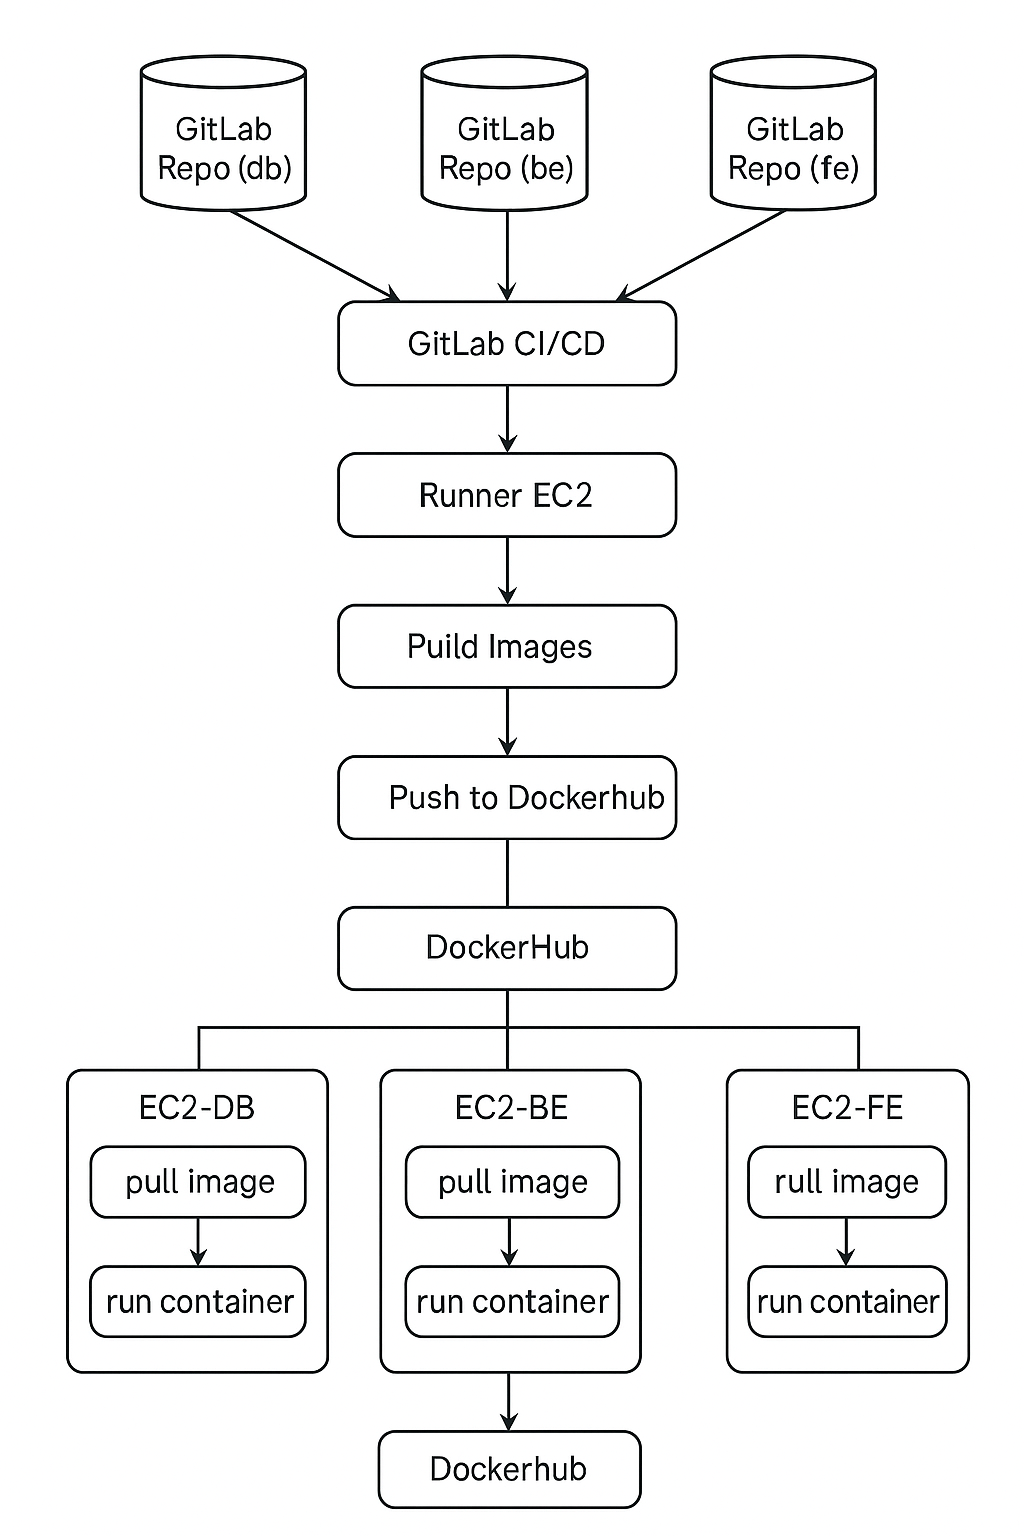 GitLab
Repo (db)
GitLab
Repo (be)
GitLab
Repo (fe)
GitLab CI/CD
Runner EC2
Puild Images
Push to Dockerhub
DockerHub
EC2-DB
pull image
run container
EC2-BE
pull image
run container
EC2-FE
rull image
run container
Dockerhub